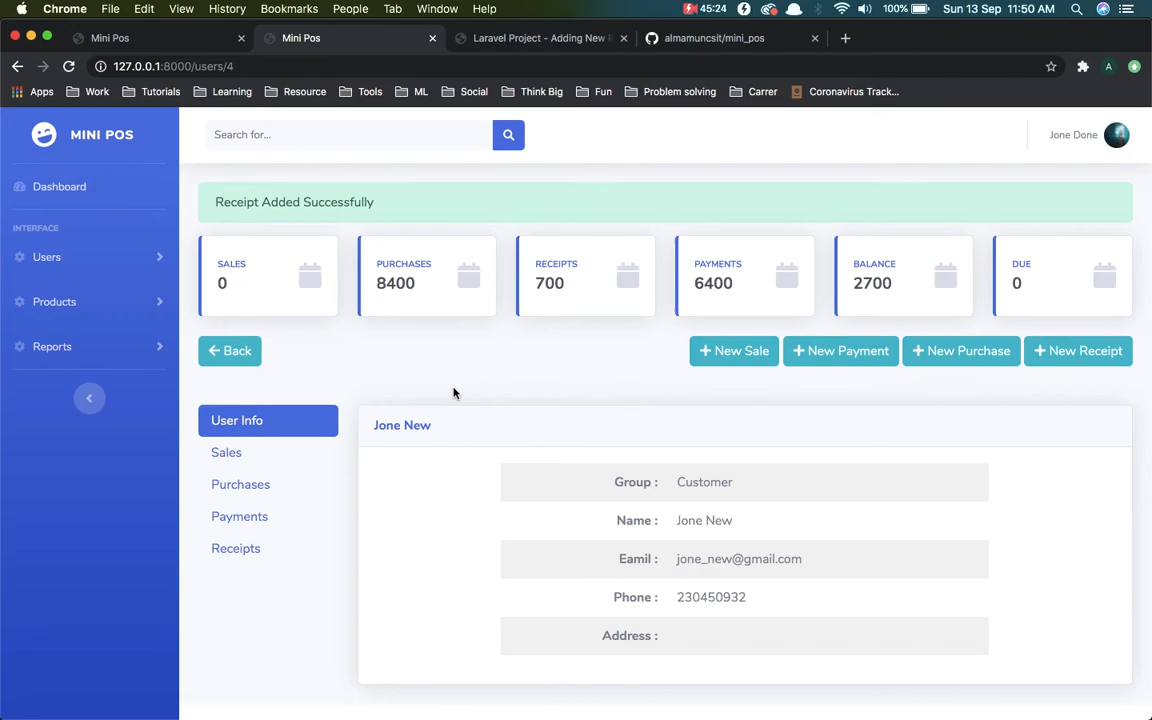 Chrome File Edit View History Bookmarks People Tab Window Help 45:24 100% Sun 13 Sep 11:50 AM
Mini Pos Mini Pos Laravel Project - Adding New almamuncsit/mini_pos
127.0.0.1:8000/users/4 A
Apps Work Tutorials Learning Resource Tools ML Social Think Big Fun Problem solving Carrer Coronavirus Track...
MINI POS
Search for...
Jone Done
Dashboard
INTERFACE
Users
Products
Reports
Receipt Added Successfully
SALES PURCHASES RECEIPTS PAYMENTS BALANCE DUE
0 8400 700 6400 2700 0
Back New Sale New Payment New Purchase New Receipt
User Info
Sales
Purchases
Payments
Receipts
Jone New
Group : Customer
Name : Jone New
Eamil : jone_new@gmail.com
Phone : 230450932
Address :